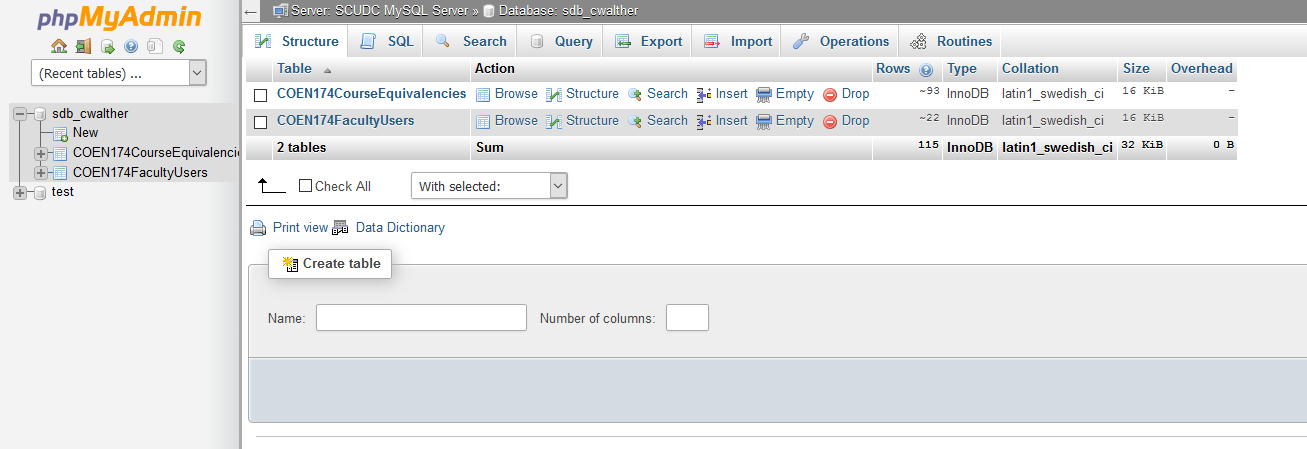 phpMyAdmin
(Recent tables) ...
sdb_cwalther
New
COEN174CourseEquivalencie
COEN174FacultyUsers
test
Server: SCUDC MySQL Server » Database: sdb_cwalther
Structure SQL Search Query Export Import Operations Routines
Table Action Rows Type Collation Size Overhead
COEN174CourseEquivalencies Browse Structure Search Insert Empty Drop ~93 InnoDB latin1_swedish_ci 16 KiB -
COEN174FacultyUsers Browse Structure Search Insert Empty Drop ~22 InnoDB latin1_swedish_ci 16 KiB -
2 tables Sum 115 InnoDB latin1_swedish_ci 32 KiB 0 B
Check All With selected:
Print view Data Dictionary
Create table
Name: Number of columns: